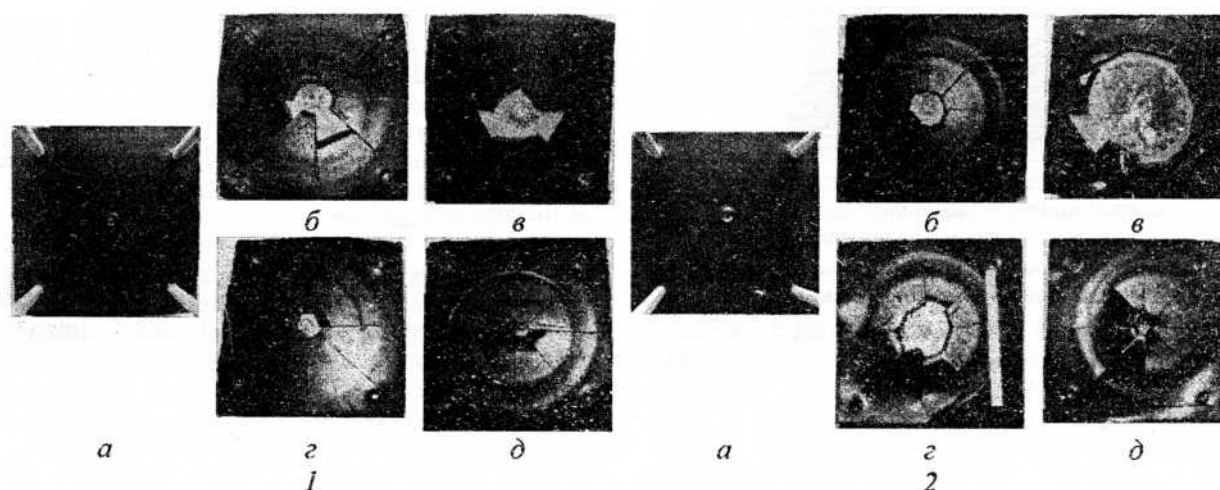 б в б в
а г д а г д
1 2